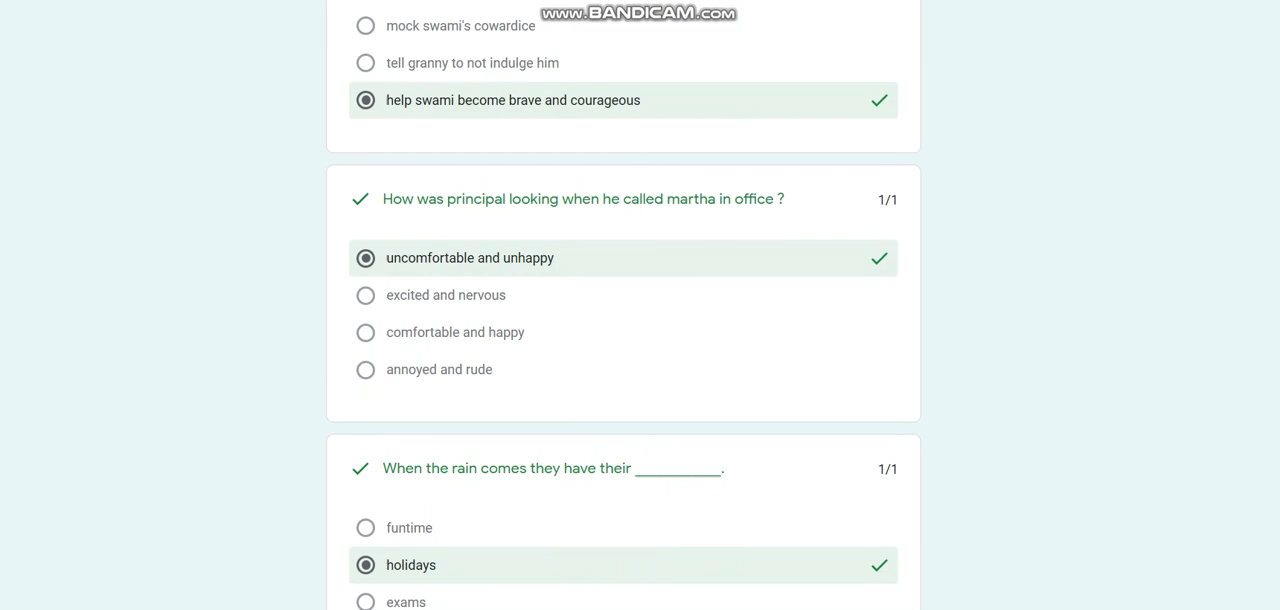 www.BANDICAM.com
mock swami's cowardice
tell granny to not indulge him
help swami become brave and courageous
How was principal looking when he called martha in office ? 1/1
uncomfortable and unhappy
excited and nervous
comfortable and happy
annoyed and rude
When the rain comes they have their ___________. 1/1
funtime
holidays
exams